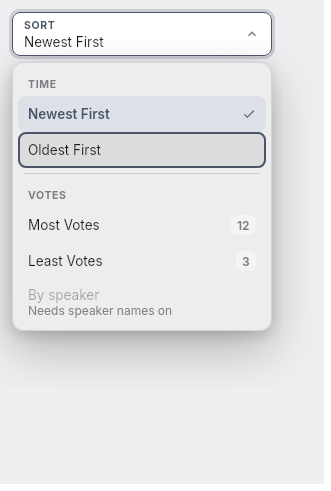 SORT
Newest First
TIME
Newest First
Oldest First
VOTES
Most Votes 12
Least Votes 3
By speaker
Needs speaker names on